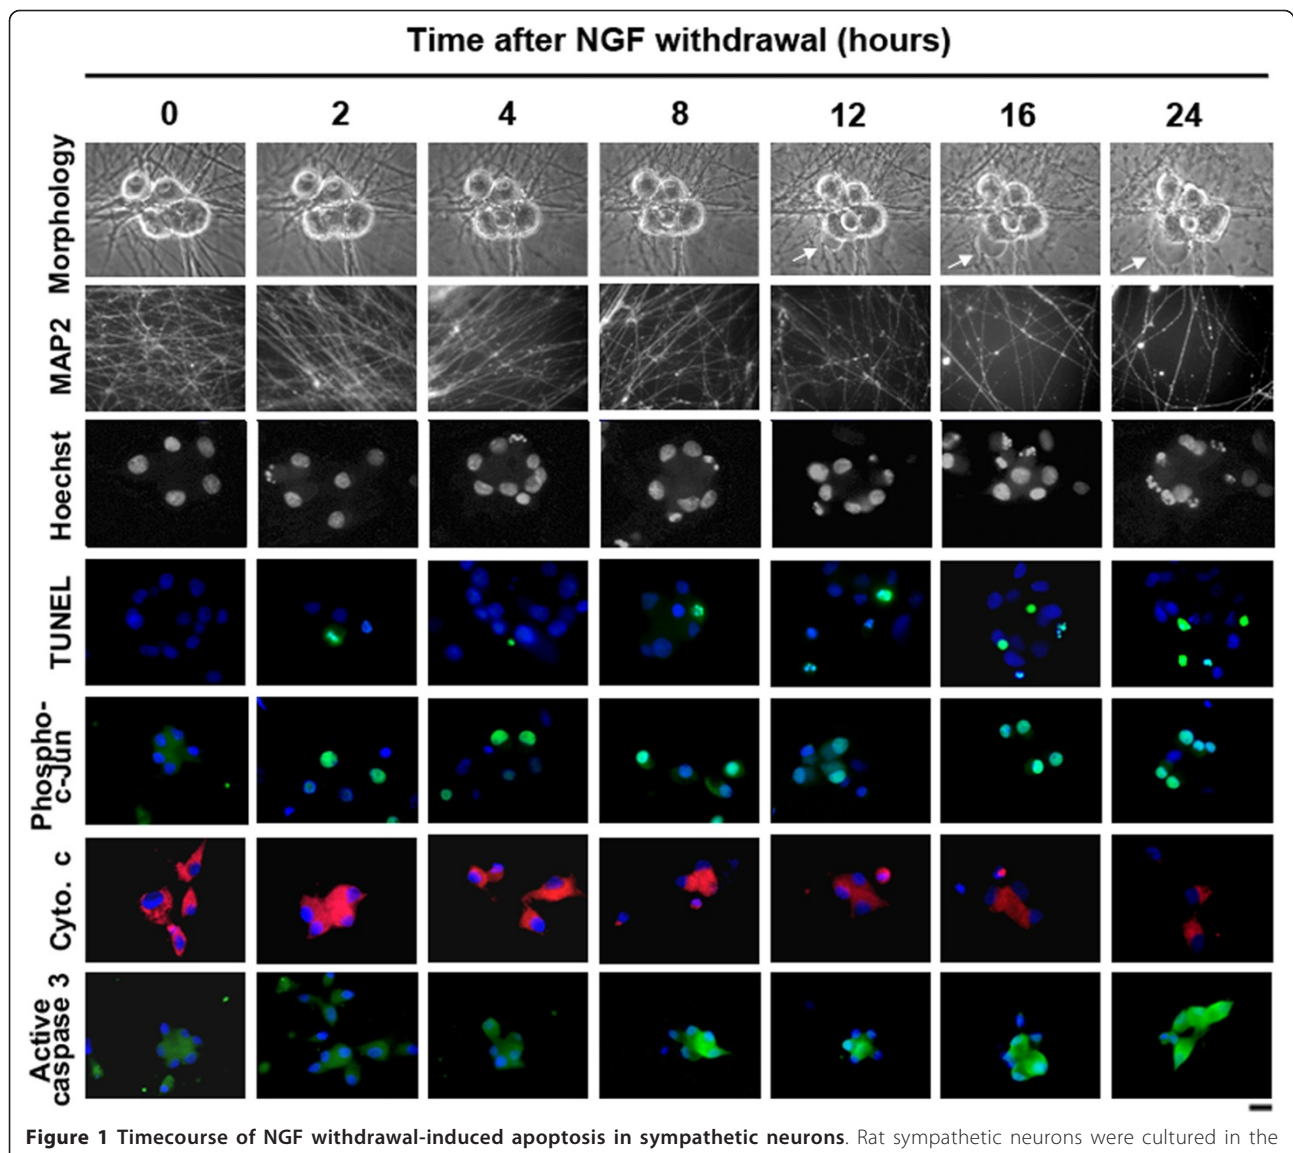 Time after NGF withdrawal (hours)
0 2 4 8 12 16 24
Morphology
MAP2
Hoechst
TUNEL
Phospho-
c-Jun
Cyto. c
Active
caspase 3
Figure 1 Timecourse of NGF withdrawal-induced apoptosis in sympathetic neurons. Rat sympathetic neurons were cultured in the